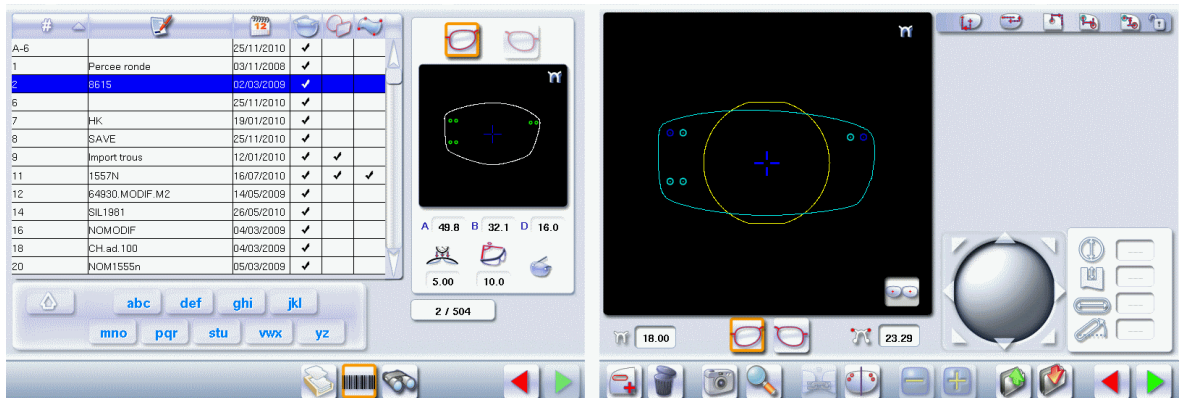 #
12
A-6 25/11/2010
1 Percee ronde 03/11/2008
2 8615 02/03/2009
6 25/11/2010
7 HK 19/01/2010
8 SAVE 25/11/2010
9 Import trous 12/01/2010
11 1557N 16/07/2010
12 64930.MODIF.M2 14/05/2009
14 SIL1981 26/05/2010
16 NOMODIF 04/03/2009
18 CH.ad.100 04/03/2009
20 NOM1555n 05/03/2009
abc def ghi jkl
mno pqr stu vwx yz
A 49.8 B 32.1 D 16.0
5.00 10.0
2 / 504
18.00 23.29